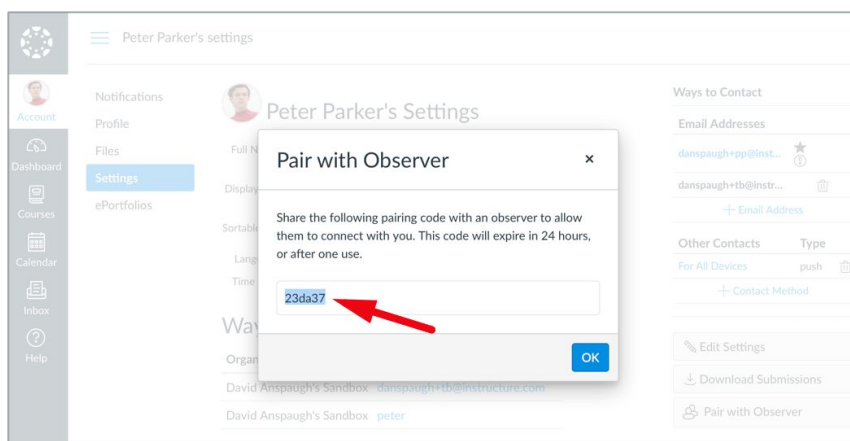 Peter Parker's settings
Account
Dashboard
Courses
Calendar
Inbox
Help
Notifications
Profile
Files
Settings
ePortfolios
Peter Parker's Settings
Full N
Display
Sortable
Lang
Time
Pair with Observer
×
Share the following pairing code with an observer to allow
them to connect with you. This code will expire in 24 hours,
or after one use.
23da37
OK
Way
Organ
David Anspaugh's Sandbox danspaugh+tb@instructure.com
David Anspaugh's Sandbox peter
Ways to Contact
Email Addresses
danspaugh+pp@inst...
danspaugh+tb@instr...
+ Email Address
Other Contacts Type
For All Devices push
+ Contact Method
Edit Settings
Download Submissions
Pair with Observer